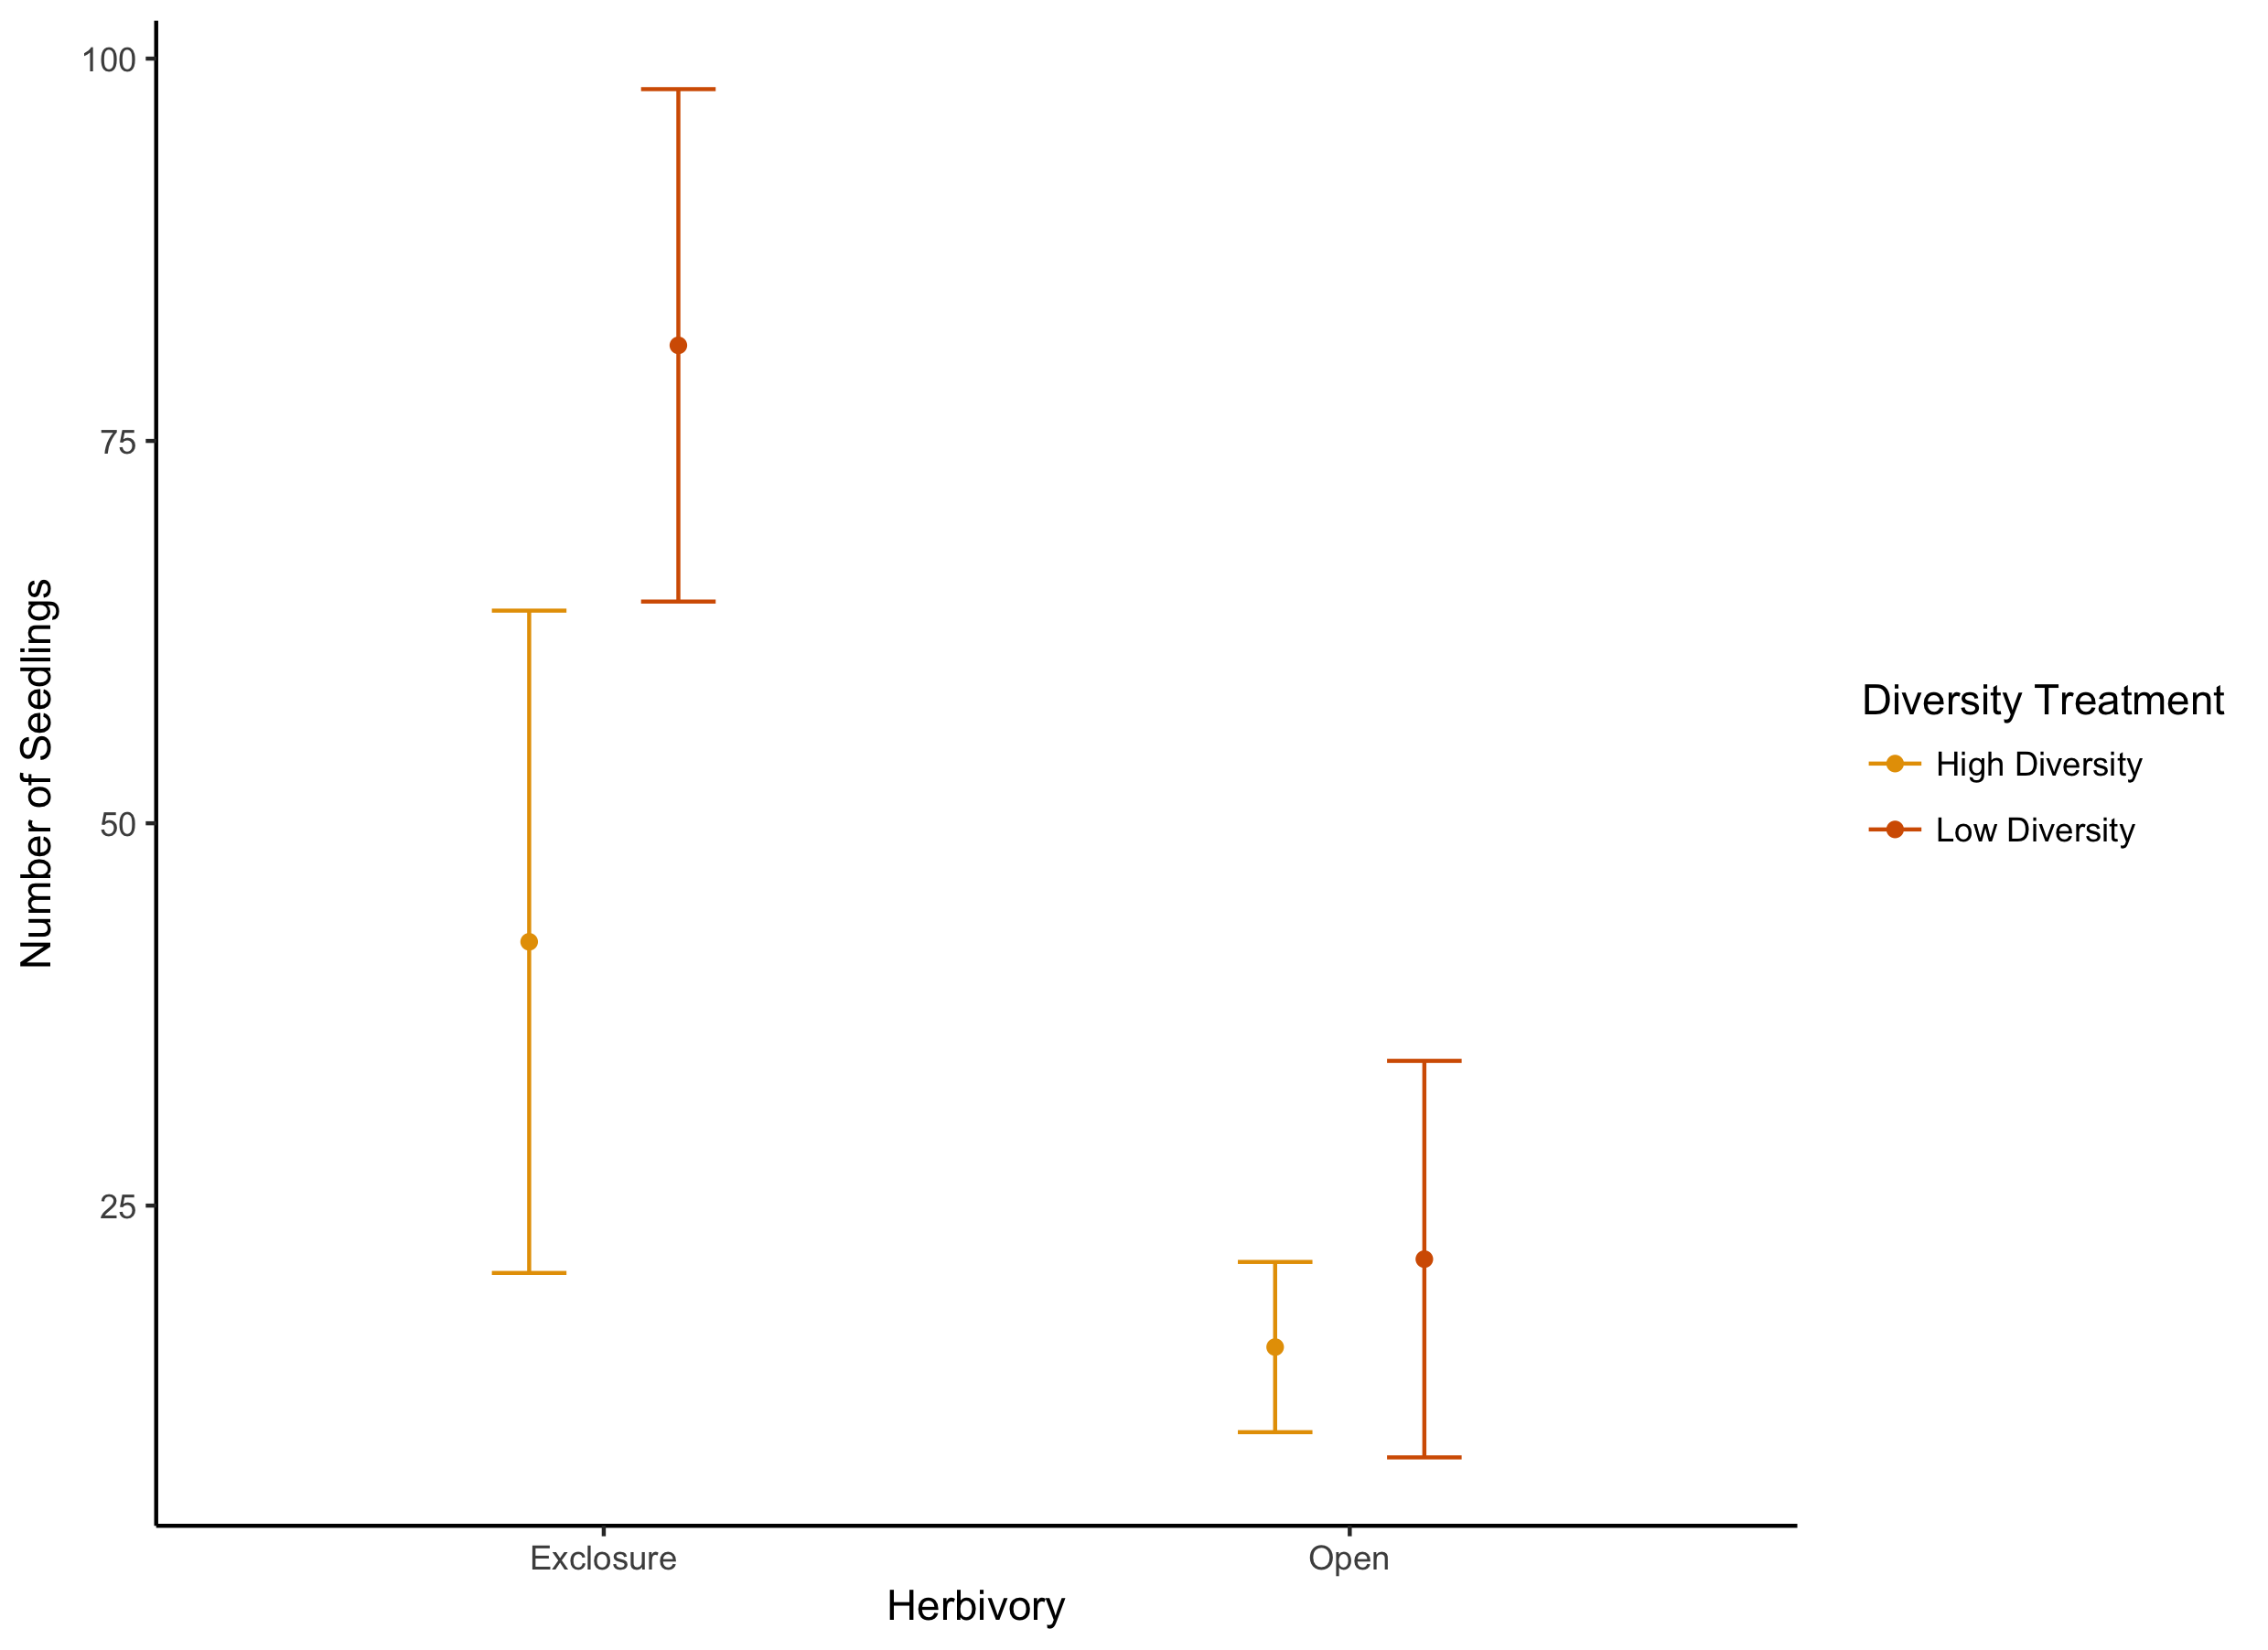 Number of Seedlings
100
75
50
25
Exclosure
Open
Herbivory
Diversity Treatment
High Diversity
Low Diversity